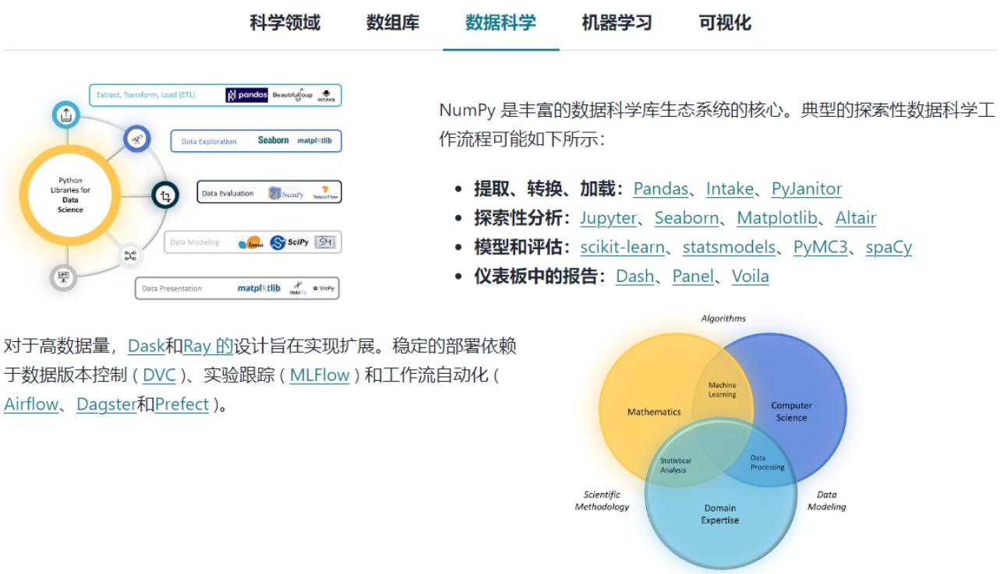 科学领域 数组库 数据科学 机器学习 可视化
Extract, Transform, Load (ETL) pandas BeautifulSoup INTAKE
Data Exploration Seaborn matplotlib
Python
Libraries for
Data
Science
Data Evaluation NumPy TensorFlow
Data Modeling learn SciPy SM
Data Presentation matplotlib HoloViz VisPy
NumPy 是丰富的数据科学库生态系统的核心。典型的探索性数据科学工
作流程可能如下所示：
• 提取、转换、加载：Pandas、Intake、PyJanitor
• 探索性分析：Jupyter、Seaborn、Matplotlib、Altair
• 模型和评估：scikit-learn、statsmodels、PyMC3、spaCy
• 仪表板中的报告：Dash、Panel、Voila
对于高数据量，Dask和Ray 的设计旨在实现扩展。稳定的部署依赖
于数据版本控制 ( DVC )、实验跟踪 ( MLFlow ) 和工作流自动化 (
Airflow、Dagster和Prefect )。
Algorithms
Machine
Learning
Mathematics
Computer
Science
Statistical
Analysis
Data
Processing
Scientific
Methodology
Data
Modeling
Domain
Expertise